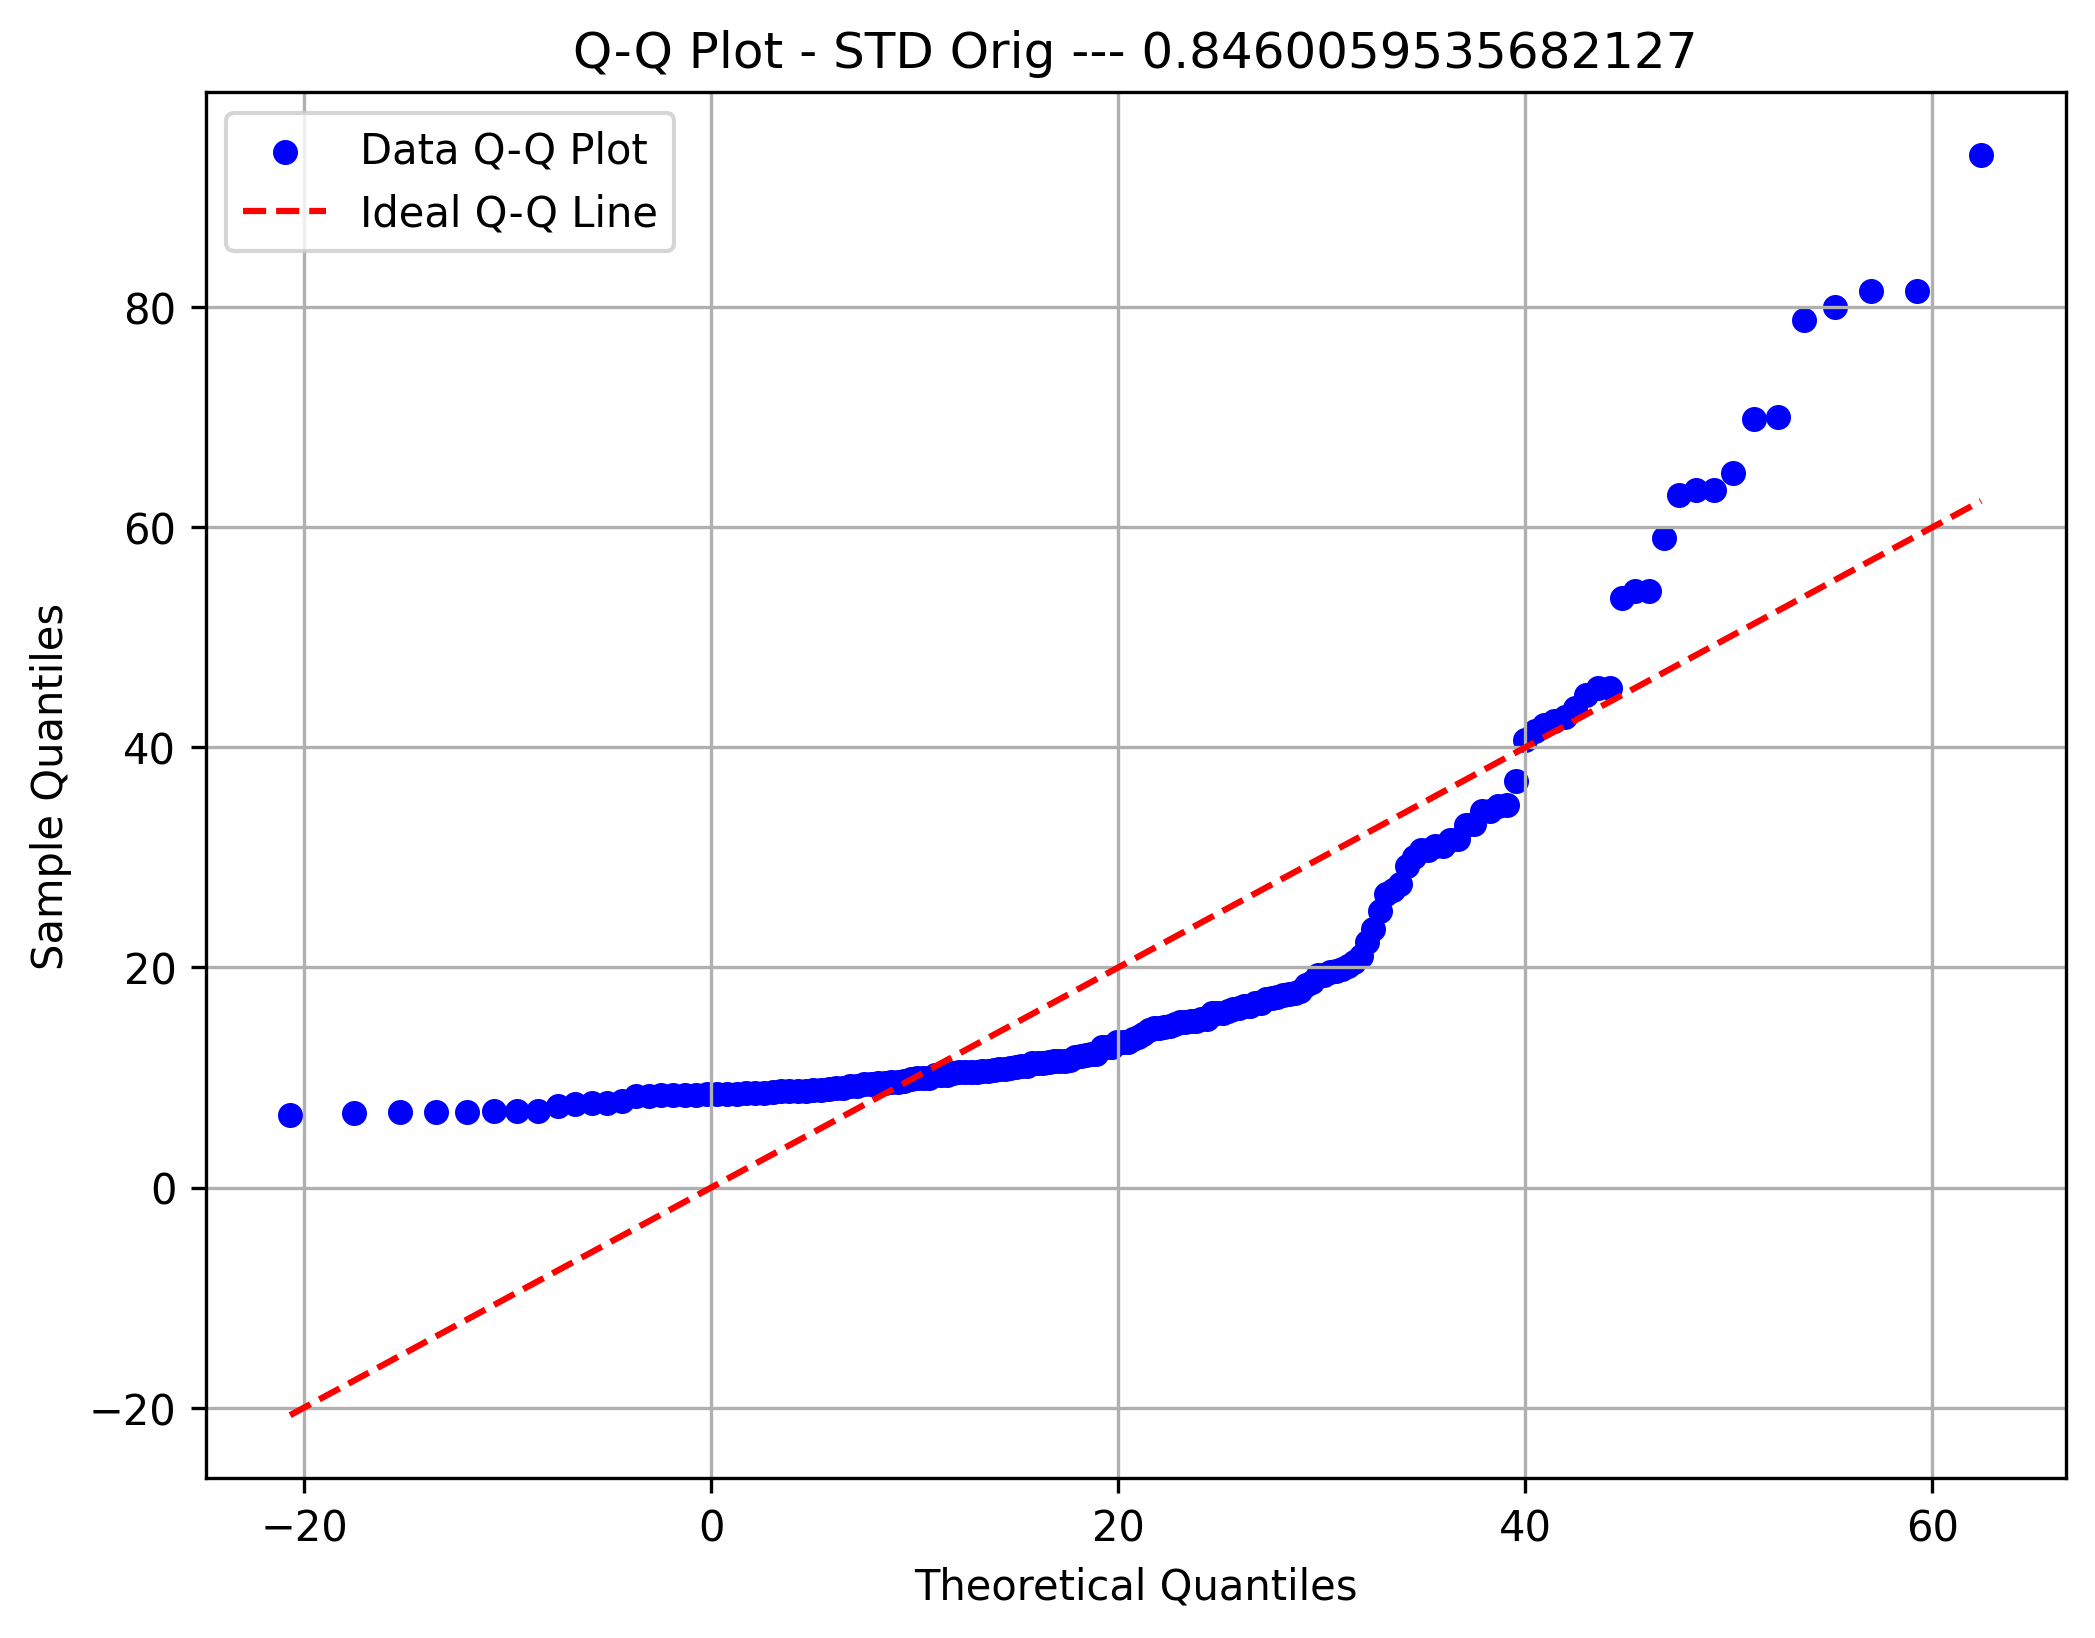 Q-Q Plot - STD Orig --- 0.8460059535682127
Data Q-Q Plot
Ideal Q-Q Line
80
60
40
20
0
−20
Sample Quantiles
−20 0 20 40 60
Theoretical Quantiles